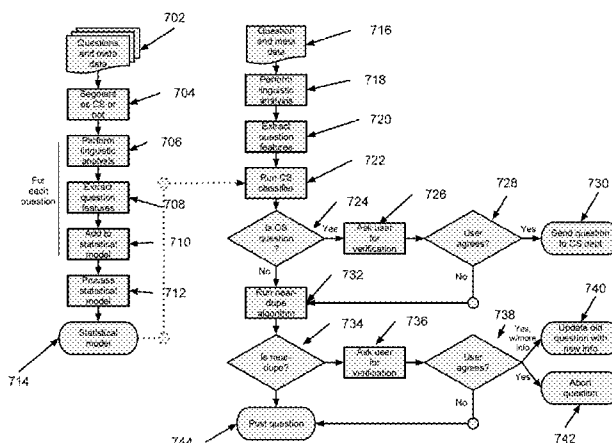 702
Questions
and meta
data
704
Segment
as CS or
not
706
Perform
linguistic
analysis
For
each
question
Extract
question
features
708
Add to
statistical
model
710
Process
statistical
model
712
Statistical
model
714
716
Question
and meta
data
718
Perform
linguistic
analysis
720
Extract
question
features
722
Run CS
classifier
724
Is CS
question
?
Yes
No
726
Ask user
for
verification
728
User
agrees?
Yes
No
730
Send question
to CS dept
732
Run near-
dupe
algorithm
734
Is near-
dupe?
736
Ask user
for
verification
738
User
agrees?
Yes,
w/more
info
Yes
No
740
Update old
question with
new info
Abort
question
742
Post question
744